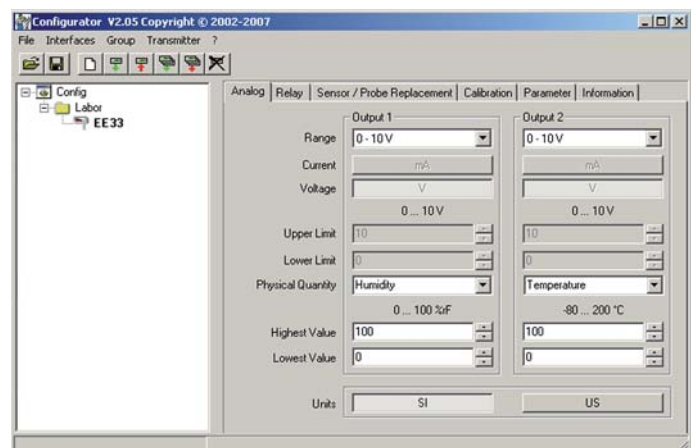 Configurator V2.05 Copyright © 2002-2007
File Interfaces Group Transmitter ?
Config
Labor
EE33
Analog Relay Sensor / Probe Replacement Calibration Parameter Information
Output 1 Output 2
Range 0 - 10 V 0 - 10 V
Current mA mA
Voltage V V
0 ... 10 V 0 ... 10 V
Upper Limit 10 10
Lower Limit 0 0
Physical Quantity Humidity Temperature
0 ... 100 %rF -80 ... 200 °C
Highest Value 100 100
Lowest Value 0 0
Units SI US